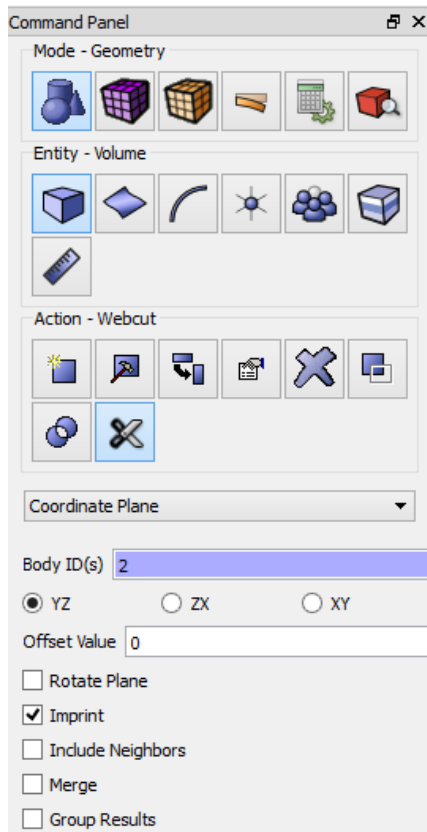 Command Panel
Mode - Geometry
Entity - Volume
Action - Webcut
Coordinate Plane
Body ID(s) 2
YZ ZX XY
Offset Value 0
Rotate Plane
Imprint
Include Neighbors
Merge
Group Results